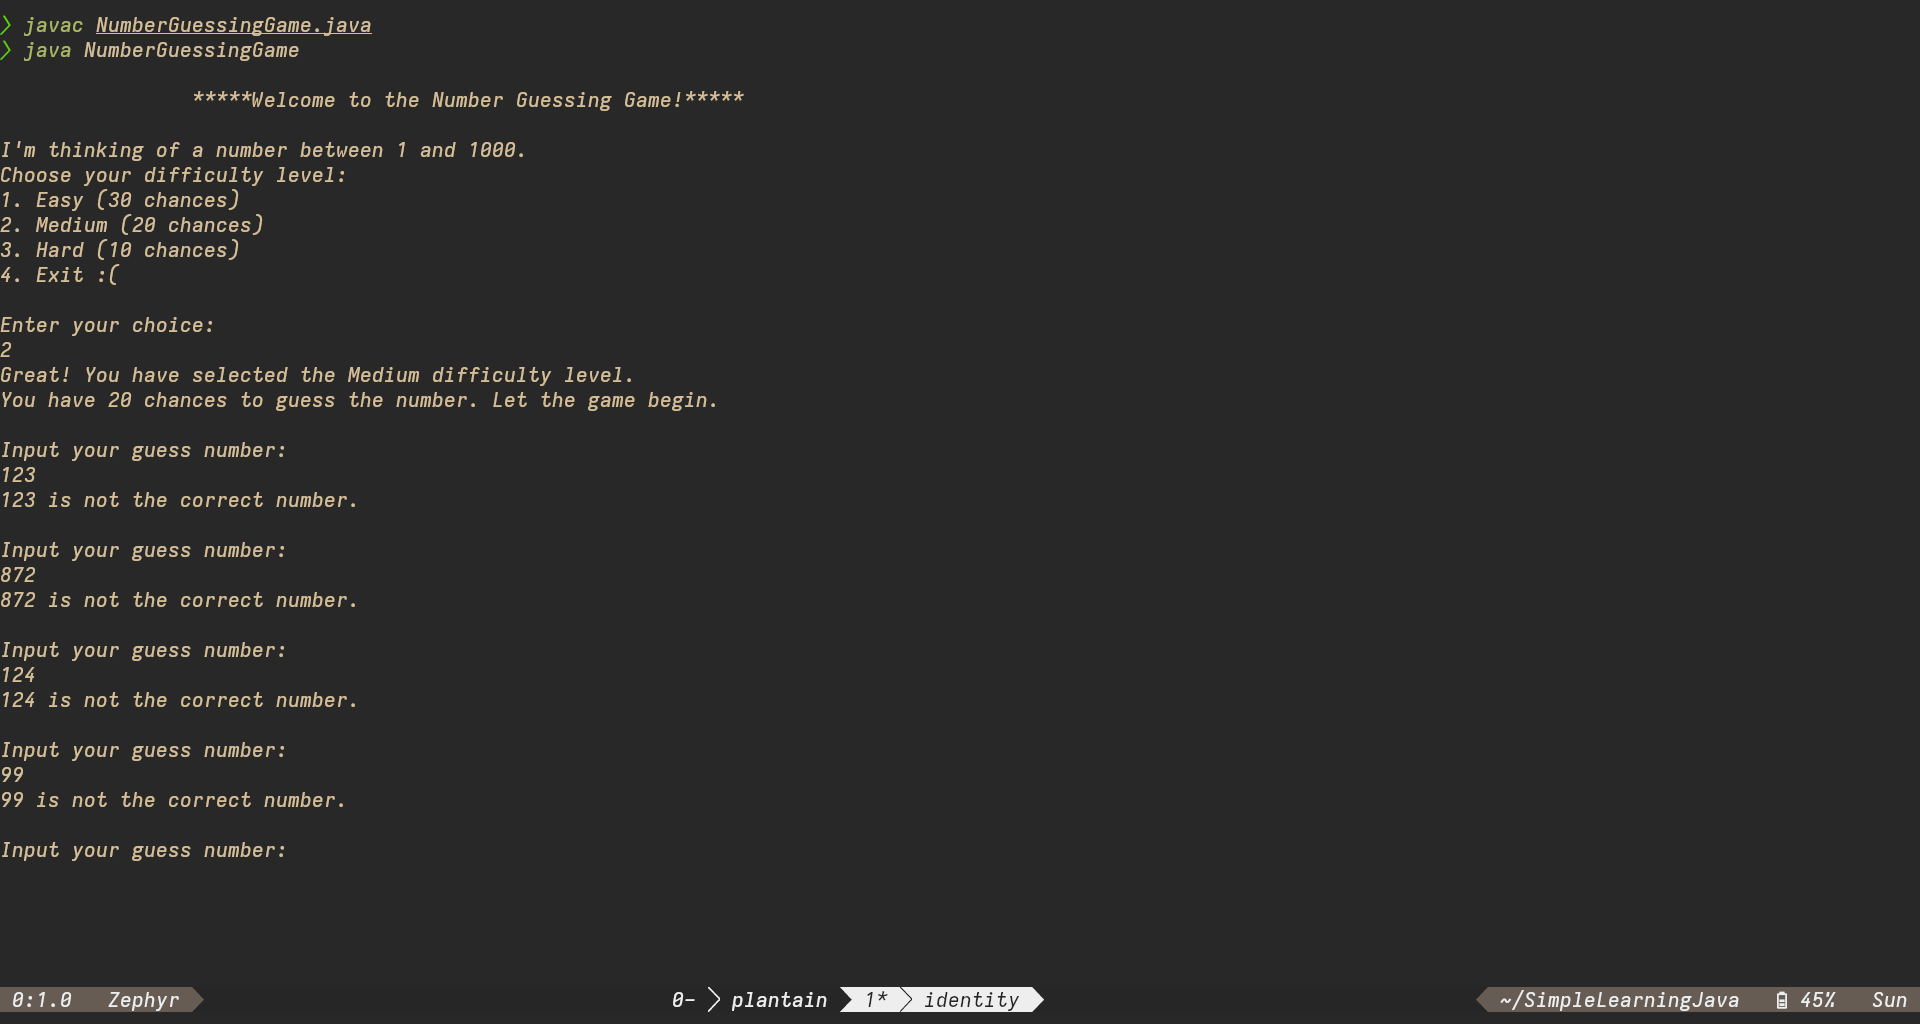 ❯ javac NumberGuessingGame.java
❯ java NumberGuessingGame
*****Welcome to the Number Guessing Game!*****
I'm thinking of a number between 1 and 1000.
Choose your difficulty level:
1. Easy (30 chances)
2. Medium (20 chances)
3. Hard (10 chances)
4. Exit :(
Enter your choice:
2
Great! You have selected the Medium difficulty level.
You have 20 chances to guess the number. Let the game begin.
Input your guess number:
123
123 is not the correct number.
Input your guess number:
872
872 is not the correct number.
Input your guess number:
124
124 is not the correct number.
Input your guess number:
99
99 is not the correct number.
Input your guess number:
0:1.0 Zephyr 0- plantain 1* identity ~/SimpleLearningJava 45% Sun